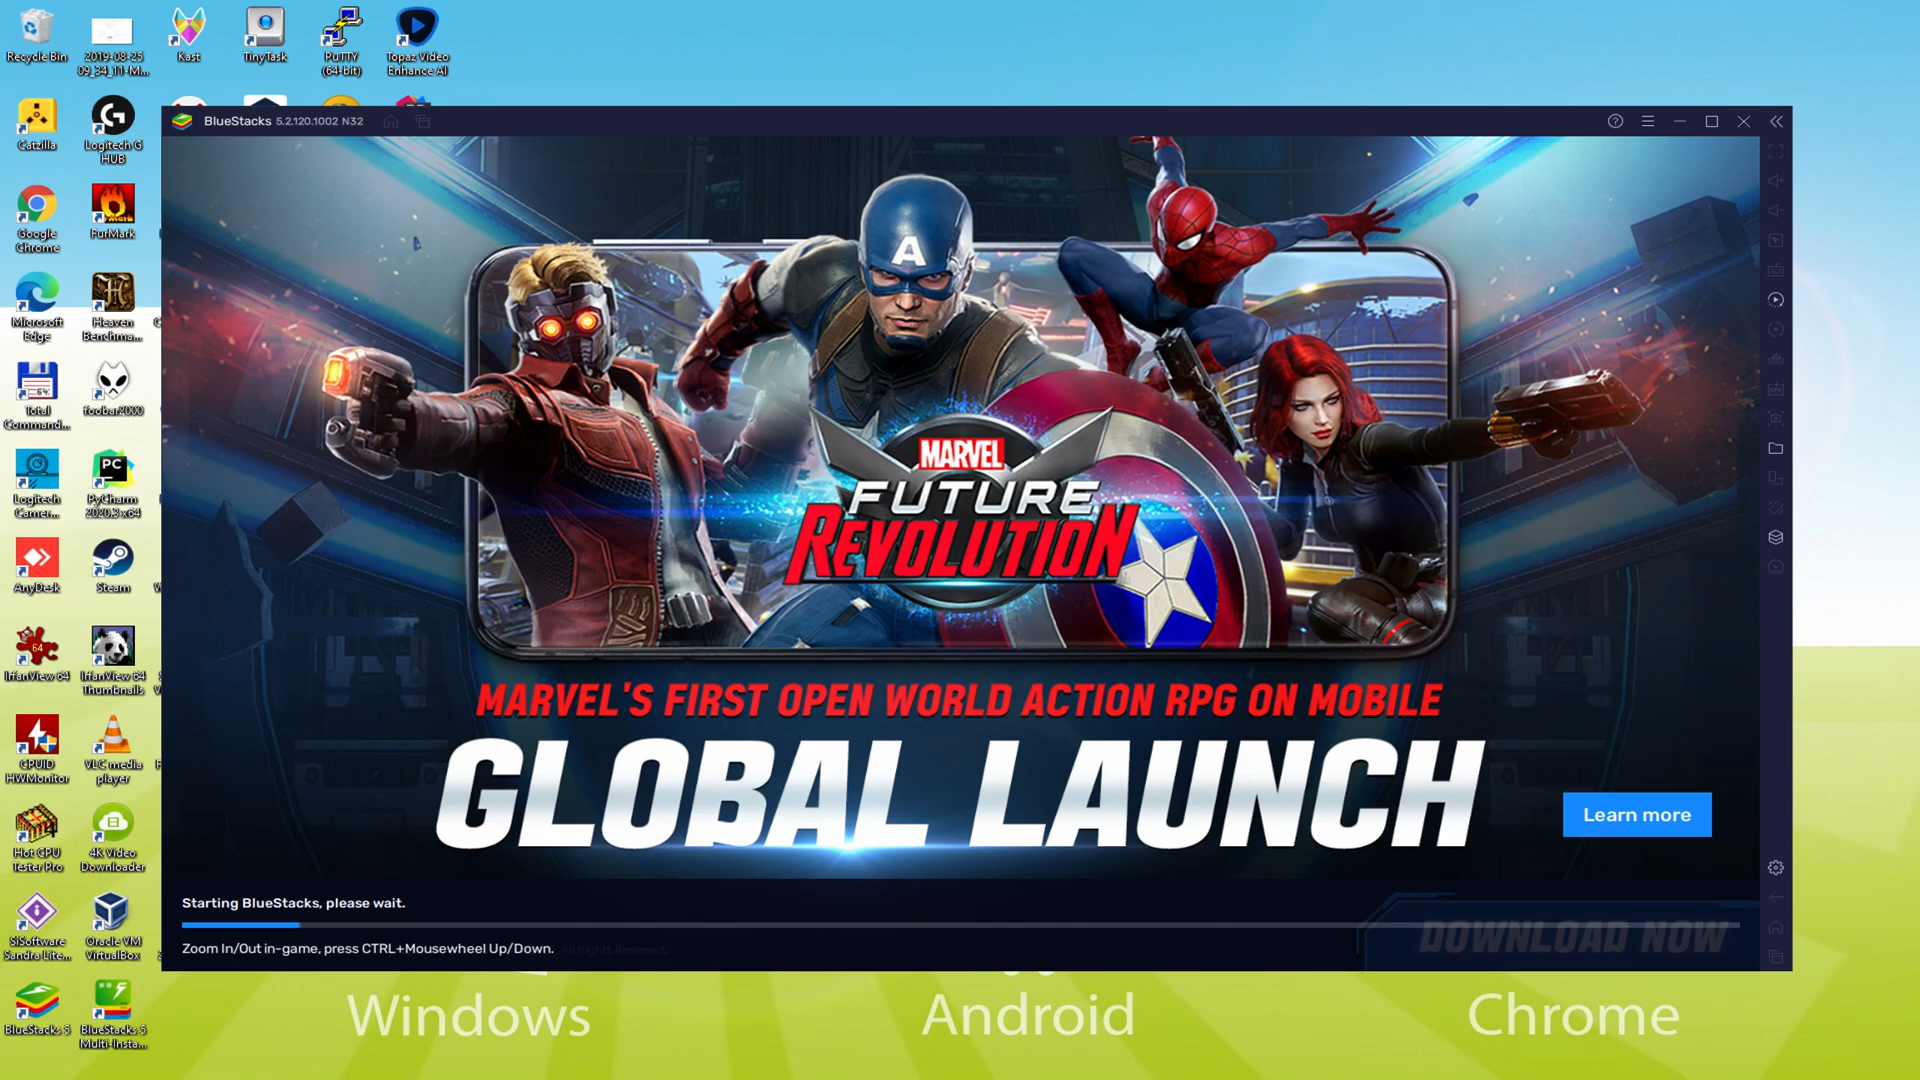 Recycle Bin
2019-08-25
09_34_11-M...
Kast
TinyTask
PuTTY
(64-bit)
Topaz Video
Enhance AI
Catzilla
Logitech G
HUB
Google
Chrome
FurMark
Microsoft
Edge
Heaven
Benchma...
Total
Command...
foobar2000
Logitech
Camer...
PyCharm
2020.3 x64
AnyDesk
Steam
IrfanView 64
IrfanView 64
Thumbnails
CPUID
HWMonitor
VLC media
player
Hot CPU
Tester Pro
4K Video
Downloader
SiSoftware
Sandra Lite...
Oracle VM
VirtualBox
BlueStacks 5
BlueStacks 5
Multi-Insta...
BlueStacks 5.2.120.1002 N32
A
MARVEL
FUTURE
REVOLUTION
MARVEL'S FIRST OPEN WORLD ACTION RPG ON MOBILE
GLOBAL LAUNCH
Learn more
Starting BlueStacks, please wait.
DOWNLOAD NOW
Zoom In/Out in-game, press CTRL+Mousewheel Up/Down.
All Rights Reserved.
Windows
Android
Chrome